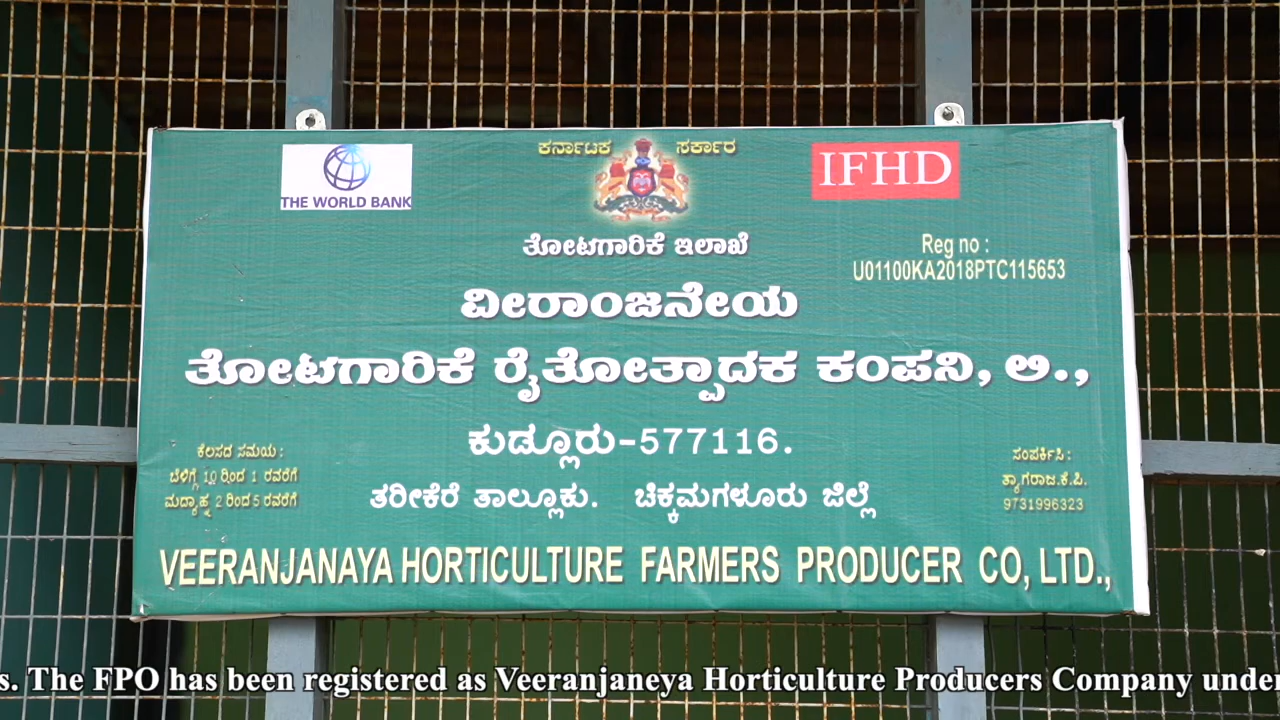 THE WORLD BANK
ಕರ್ನಾಟಕ ಸರ್ಕಾರ
IFHD
ತೋಟಗಾರಿಕೆ ಇಲಾಖೆ
Reg no :
U01100KA2018PTC115653
ವೀರಾಂಜನೇಯ
ತೋಟಗಾರಿಕೆ ರೈತೋತ್ಪಾದಕ ಕಂಪನಿ, ಲಿ.,
ಕುಡ್ಲೂರು-577116.
ಕೆಲಸದ ಸಮಯ:
ಬೆಳಿಗ್ಗೆ 10 ರಿಂದ 1 ರವರೆಗೆ
ಮದ್ಯಾಹ್ನ 2 ರಿಂದ 5 ರವರೆಗೆ
ತರೀಕೆರೆ ತಾಲ್ಲೂಕು. ಚಿಕ್ಕಮಗಳೂರು ಜಿಲ್ಲೆ
ಸಂಪರ್ಕಿಸಿ:
ತ್ಯಾಗರಾಜ.ಕೆ.ಪಿ.
9731996323
VEERANJANAYA HORTICULTURE FARMERS PRODUCER CO, LTD.,
s. The FPO has been registered as Veeranjaneya Horticulture Producers Company under